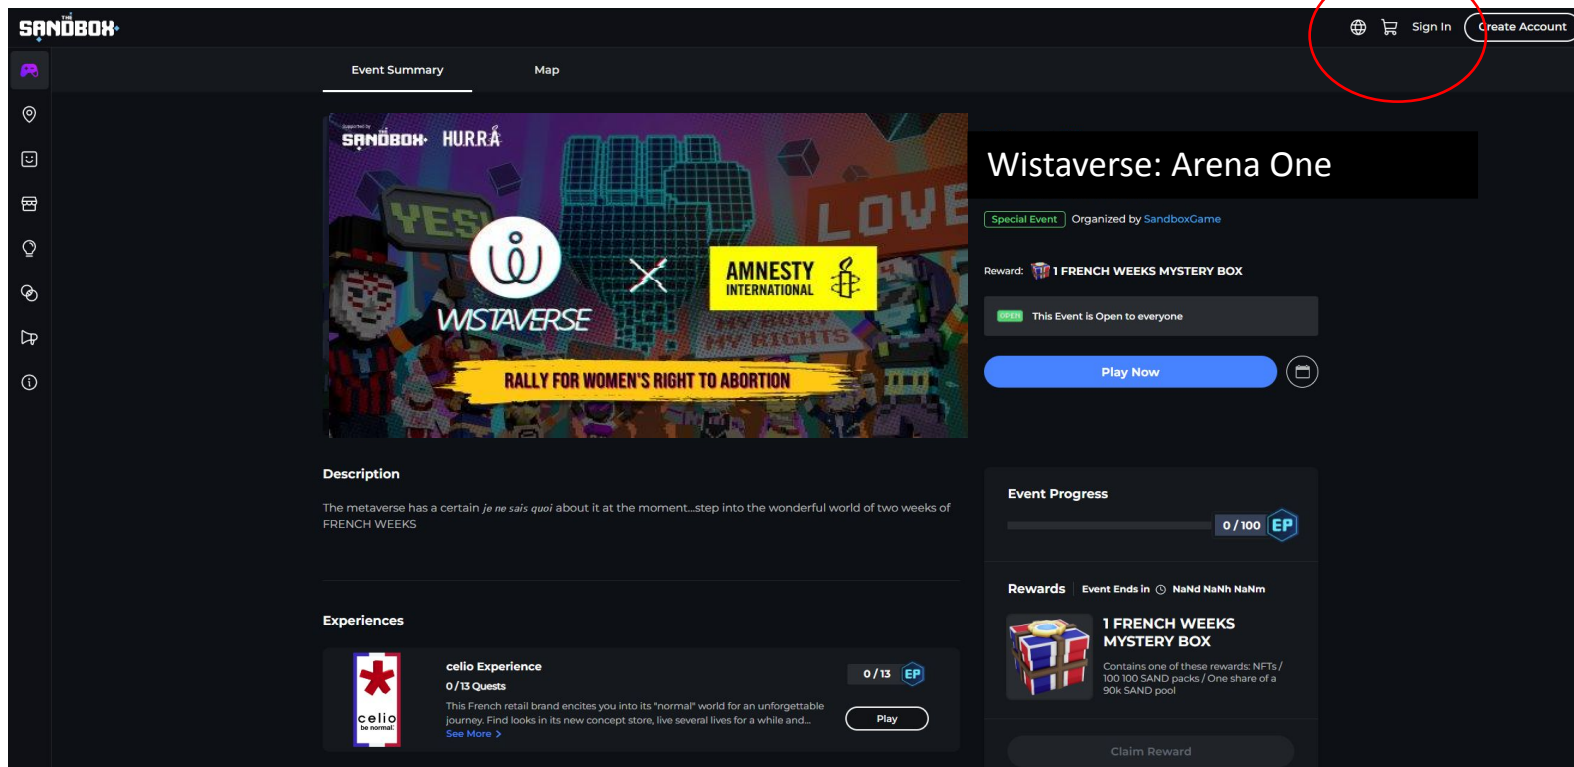 THE
SANDBOX
Sign In
Create Account
Event Summary
Map
Supported by
THE
SANDBOX
HURRÅ
YES!
LOVE
WISTAVERSE
AMNESTY
INTERNATIONAL
MY RIGHTS
RALLY FOR WOMEN'S RIGHT TO ABORTION
Wistaverse: Arena One
Special Event
Organized by SandboxGame
Reward: 1 FRENCH WEEKS MYSTERY BOX
OPEN This Event is Open to everyone
Play Now
Description
The metaverse has a certain je ne sais quoi about it at the moment...step into the wonderful world of two weeks of
FRENCH WEEKS
Event Progress
0 / 100 EP
Rewards
Event Ends in NaNd NaNh NaNm
1 FRENCH WEEKS
MYSTERY BOX
Contains one of these rewards: NFTs /
100 100 SAND packs / One share of a
90k SAND pool
Claim Reward
Experiences
celio
be normal.
celio Experience
0 / 13 Quests
This French retail brand encites you into its "normal" world for an unforgettable
journey. Find looks in its new concept store, live several lives for a while and...
See More >
0 / 13 EP
Play